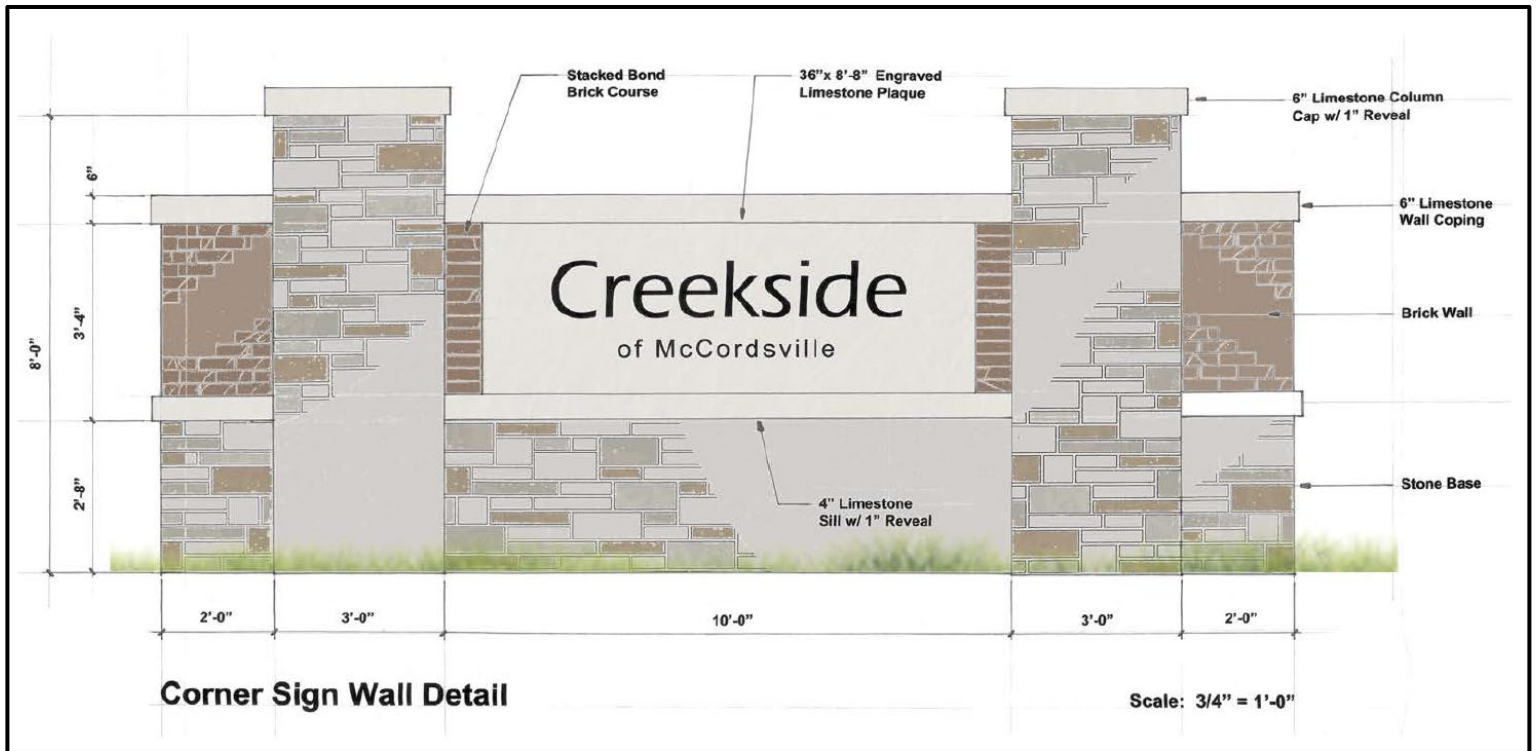 Stacked Bond
Brick Course
36”x 8’-8” Engraved
Limestone Plaque
6” Limestone Column
Cap w/ 1” Reveal
6”
6” Limestone
Wall Coping
Creekside
of McCordsville
3’-4”
8’-0”
Brick Wall
2’-8”
4” Limestone
Sill w/ 1” Reveal
Stone Base
2’-0”
3’-0”
10’-0”
3’-0”
2’-0”
Corner Sign Wall Detail
Scale: 3/4” = 1’-0”